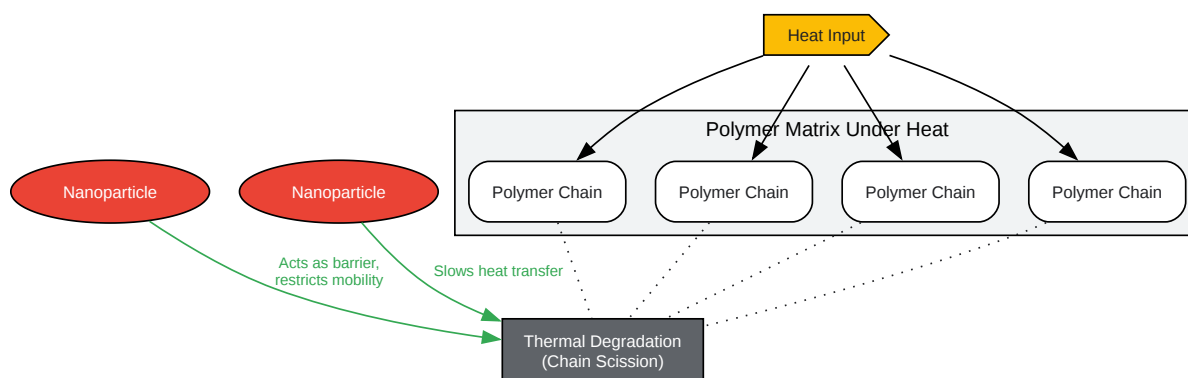 Heat Input
Polymer Matrix Under Heat
Nanoparticle
Nanoparticle
Polymer Chain
Polymer Chain
Polymer Chain
Polymer Chain
Acts as barrier,
restricts mobility
Slows heat transfer
Thermal Degradation
(Chain Scission)